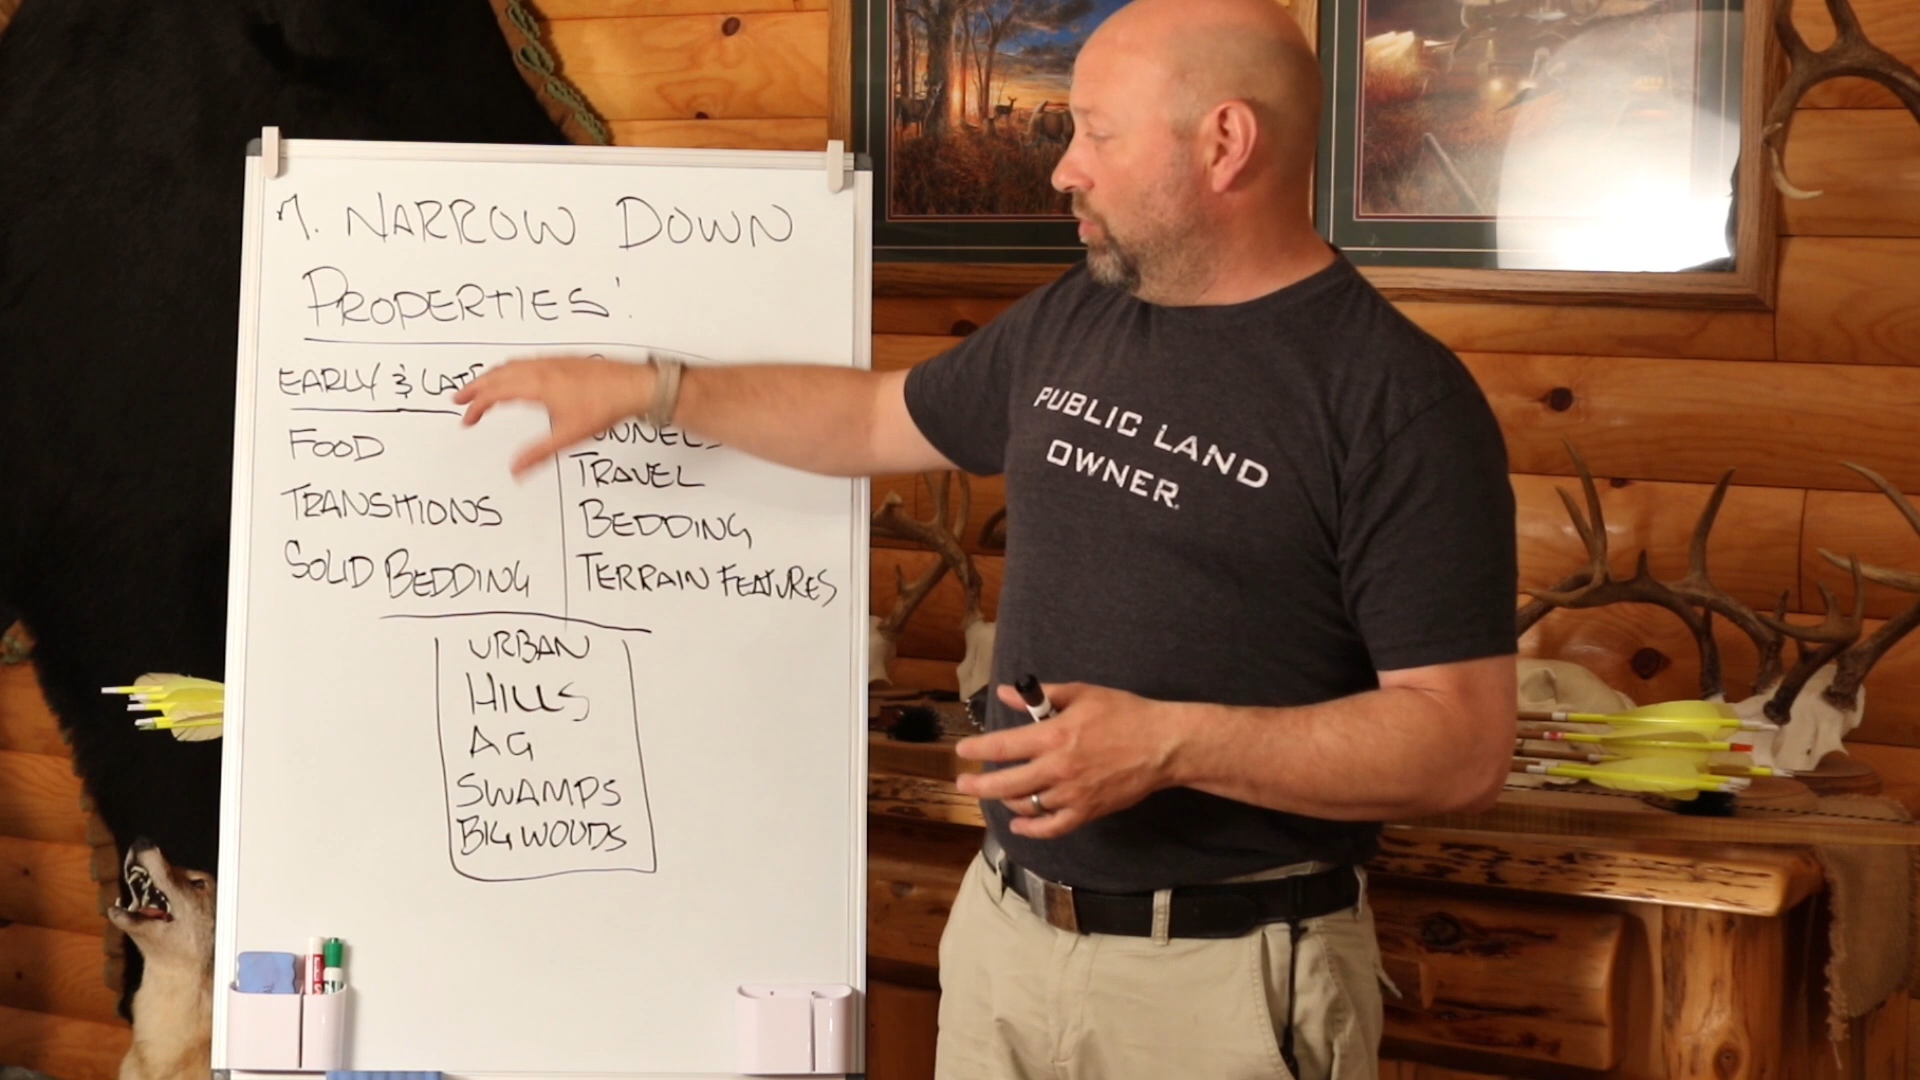 1. NARROW DOWN
PROPERTIES:
EARLY & LATE
FOOD
TRANSITIONS
SOLID BEDDING
TRAVEL
BEDDING
TERRAIN FEATURES
URBAN
HILLS
AG
SWAMPS
BIG WOODS
PUBLIC LAND
OWNER